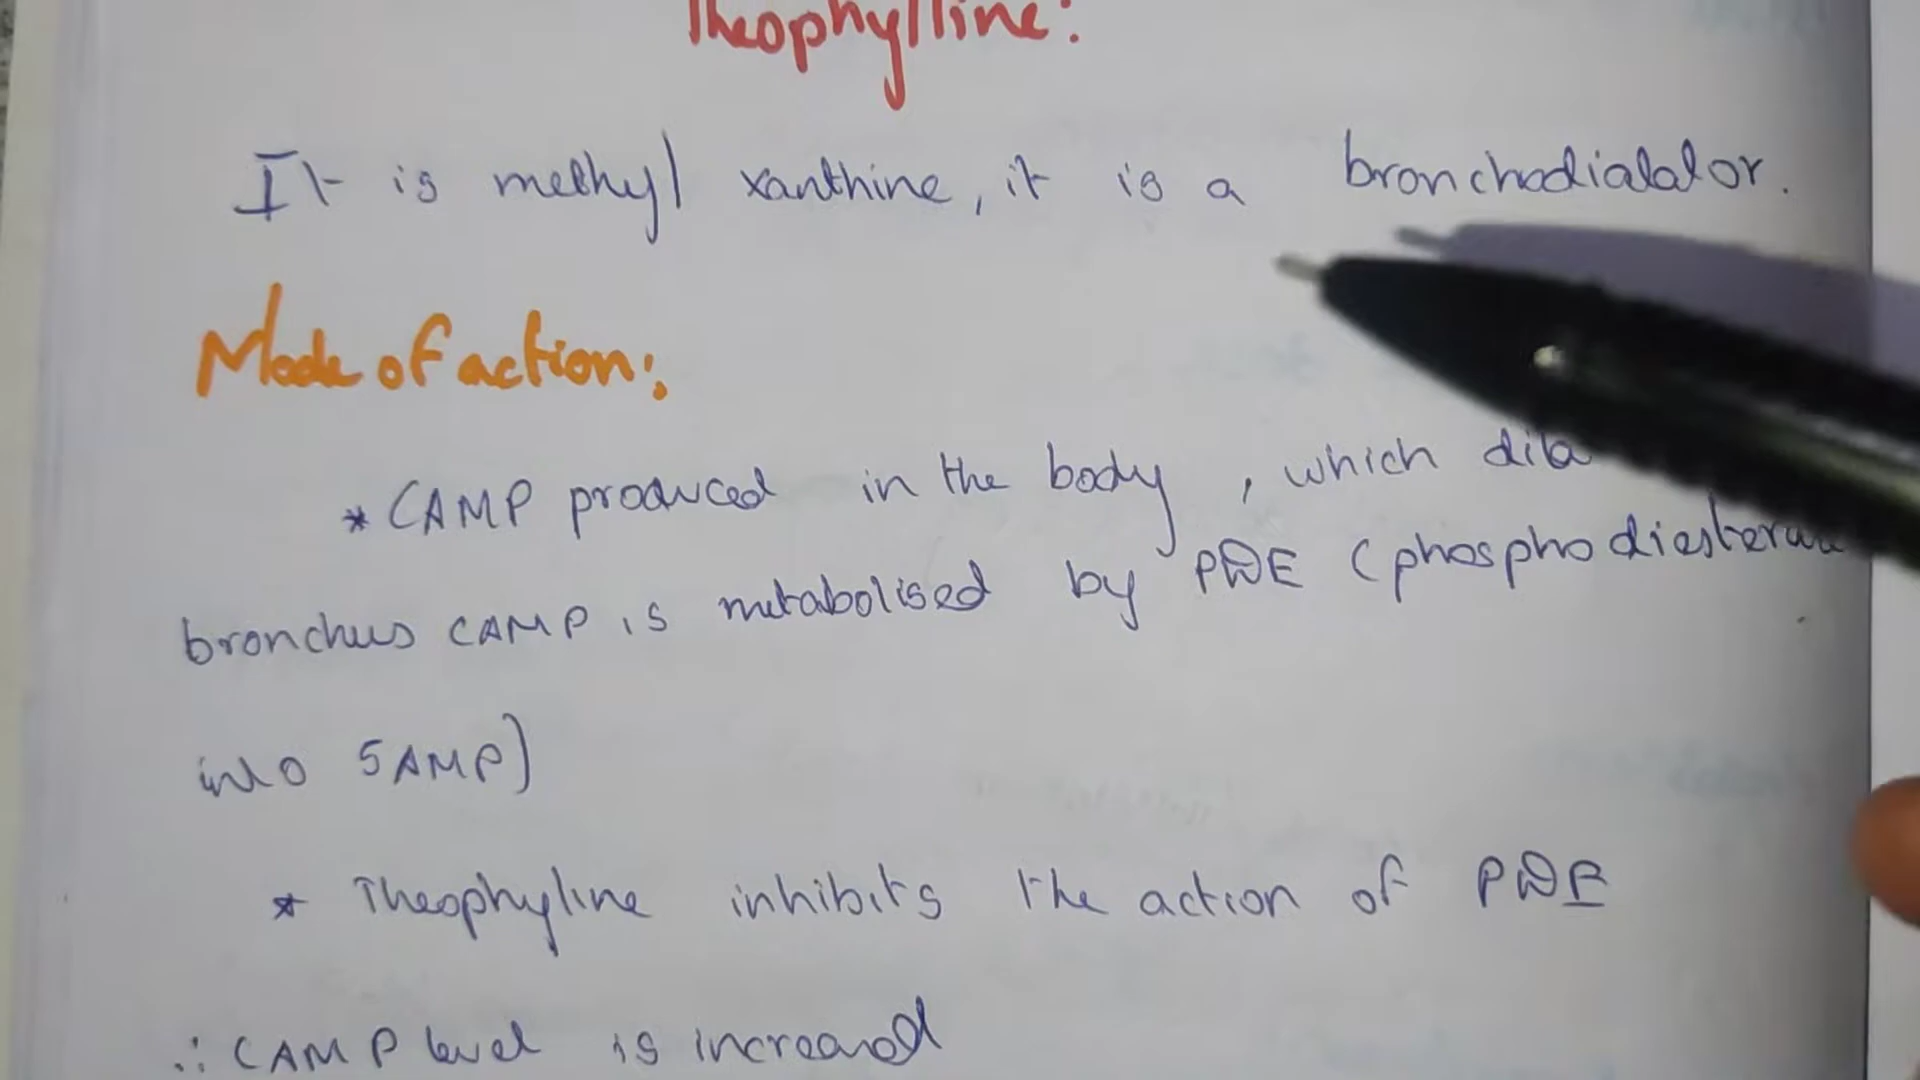 Theophylline:
It is methyl xanthine, it is a bronchodialator.
Mode of action:
* CAMP produced in the body, which
bronchus CAMP is metabolised by PDE (phosphodiesterase
into 5AMP)
* Theophyline inhibits the action of PDE
∴ CAMP level is increased